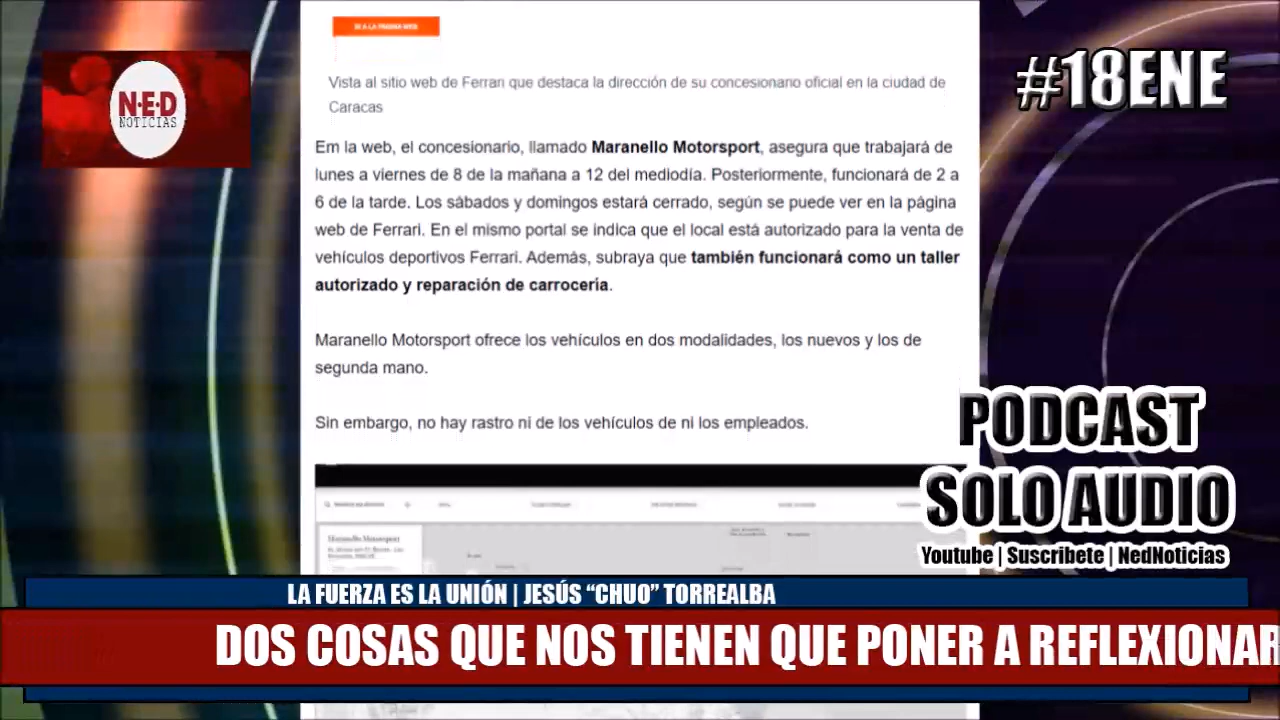 IR A LA PÁGINA WEB
N·E·D
NOTICIAS
#18ENE
Vista al sitio web de Ferrari que destaca la dirección de su concesionario oficial en la ciudad de
Caracas
Em la web, el concesionario, llamado Maranello Motorsport, asegura que trabajará de
lunes a viernes de 8 de la mañana a 12 del mediodía. Posteriormente, funcionará de 2 a
6 de la tarde. Los sábados y domingos estará cerrado, según se puede ver en la página
web de Ferrari. En el mismo portal se indica que el local está autorizado para la venta de
vehículos deportivos Ferrari. Además, subraya que también funcionará como un taller
autorizado y reparación de carrocería.
Maranello Motorsport ofrece los vehículos en dos modalidades, los nuevos y los de
segunda mano.
Sin embargo, no hay rastro ni de los vehículos de ni los empleados.
Maranello Motorsport
PODCAST
SOLO AUDIO
Youtube | Suscribete | NedNoticias
LA FUERZA ES LA UNIÓN | JESÚS “CHUO” TORREALBA
DOS COSAS QUE NOS TIENEN QUE PONER A REFLEXIONAR